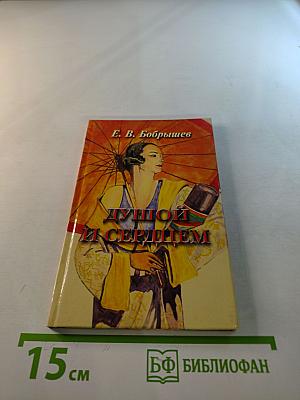 Е. В. Бобрышев
ДУШОЙ
И СЕРДЦЕМ
15 см
БФ
БИБЛИОФАН